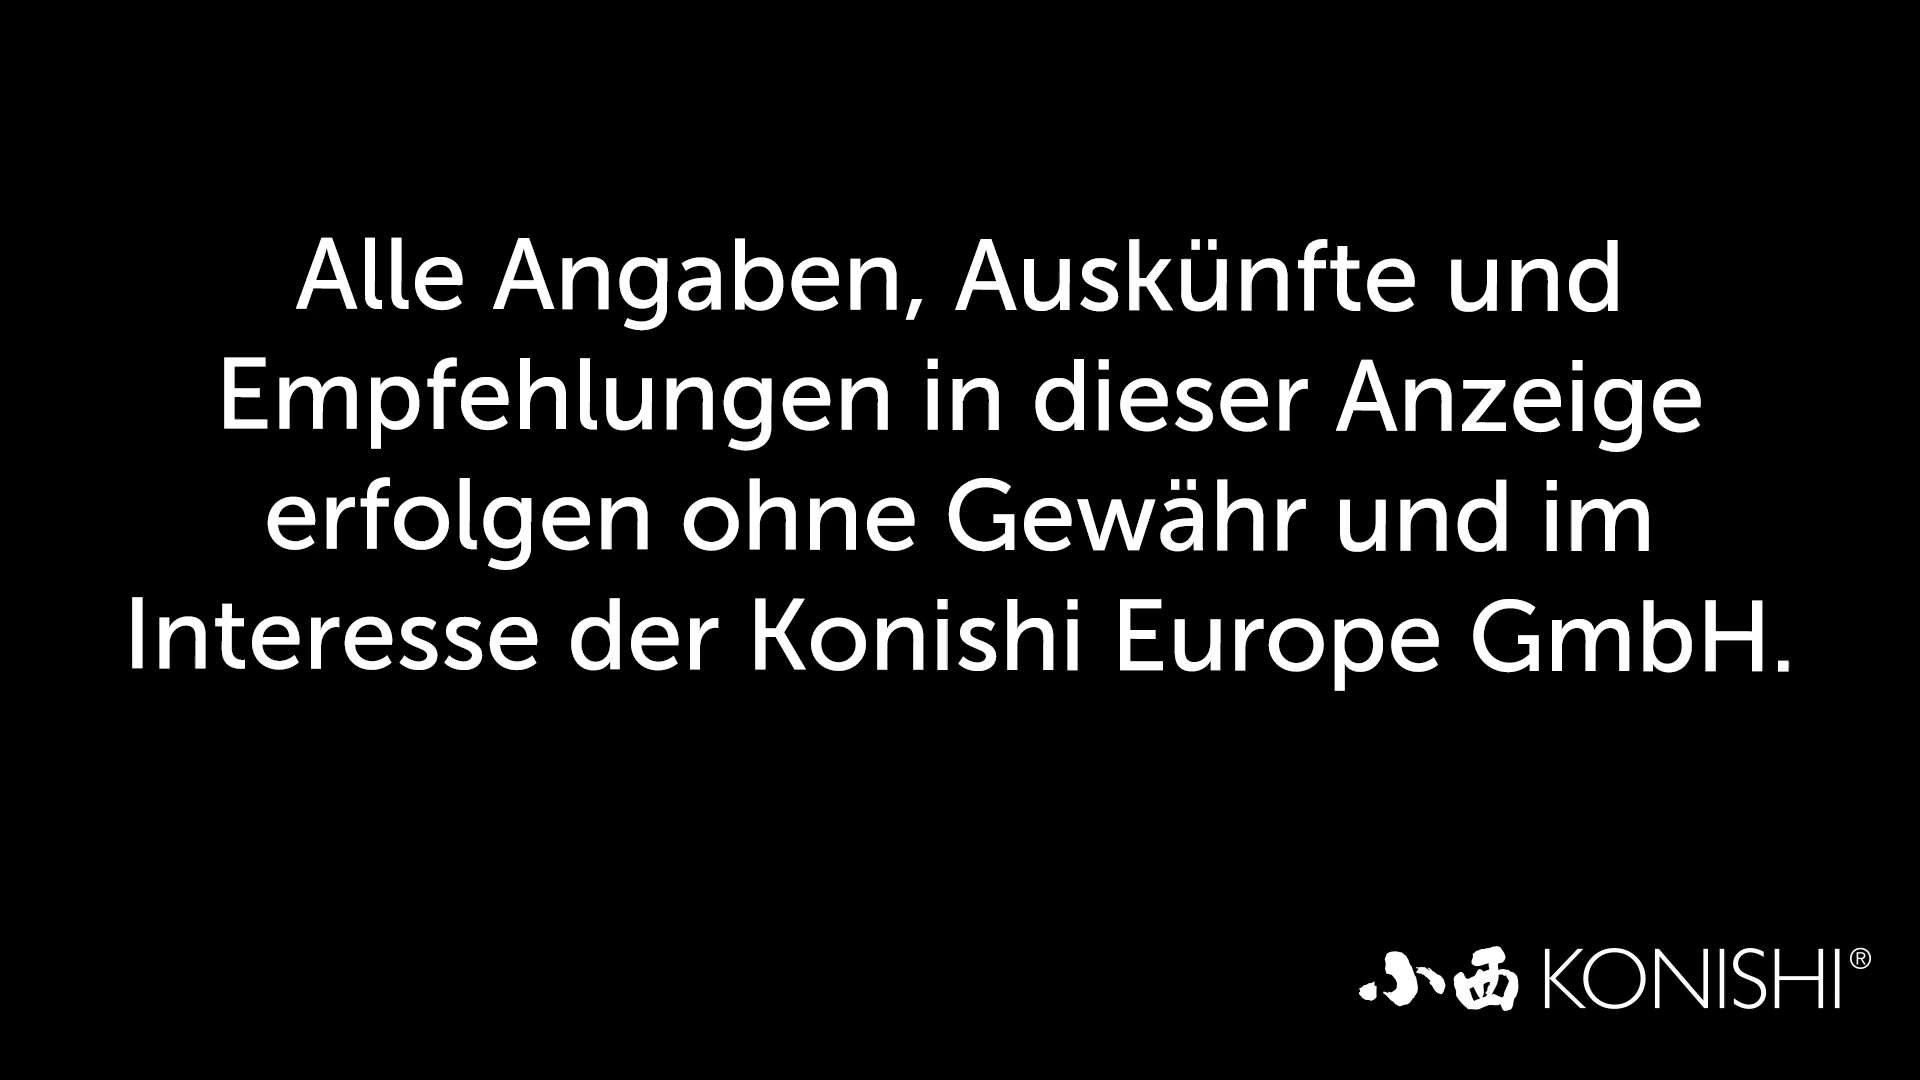 Alle Angaben, Auskünfte und
Empfehlungen in dieser Anzeige
erfolgen ohne Gewähr und im
Interesse der Konishi Europe GmbH.
小西 KONISHI®